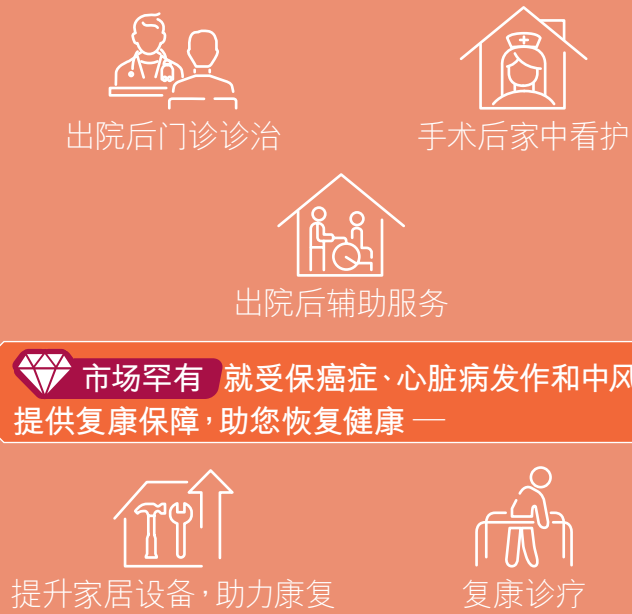 出院后门诊诊治
手术后家中看护
出院后辅助服务
市场罕有 就受保癌症、心脏病发作和中风
提供复康保障，助您恢复健康 —
提升家居设备，助力康复
复康诊疗